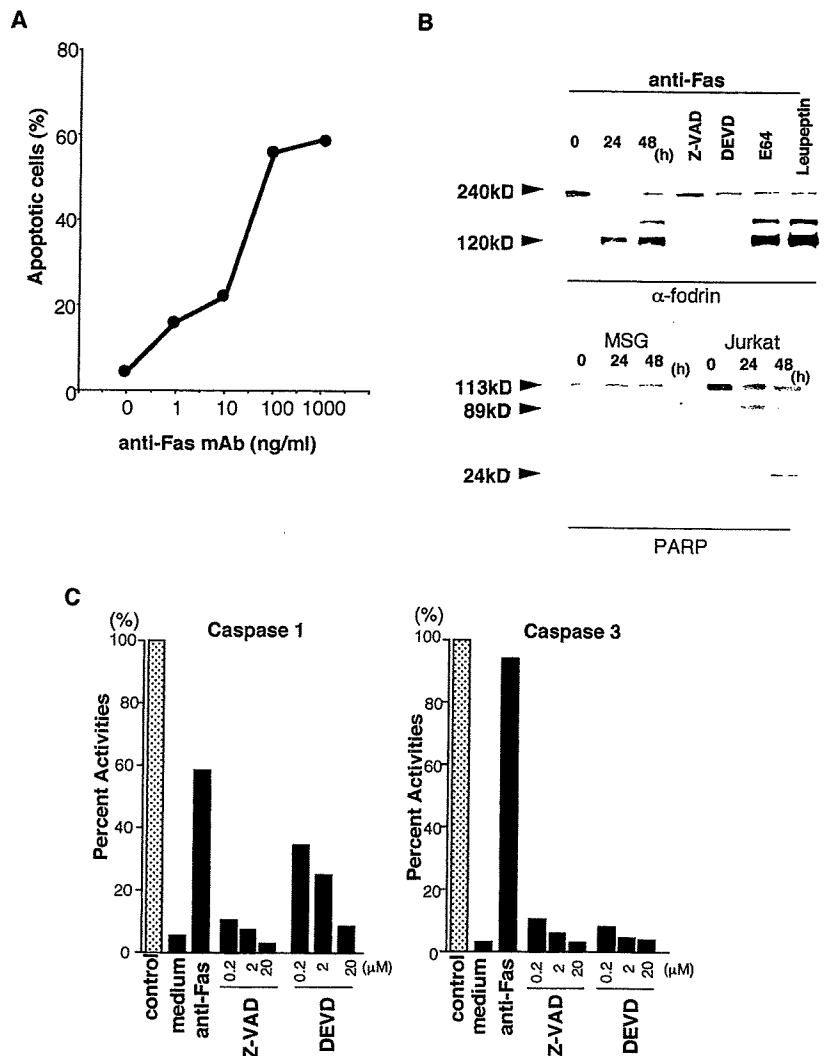 A
80
60
40
20
0
Apoptotic cells (%)
0 1 10 100 1000
anti-Fas mAb (ng/ml)
B
anti-Fas
0 24 48 (h) Z-VAD DEVD E64 Leupeptin
240kD
120kD
α-fodrin
MSG Jurkat
0 24 48 (h) 0 24 48 (h)
113kD
89kD
24kD
PARP
C
(%)
Caspase 1
100
80
60
40
20
0
Percent Activities
control medium anti-Fas 0.2 2 20 0.2 2 20 (μM)
Z-VAD DEVD
(%)
Caspase 3
100
80
60
40
20
0
Percent Activities
control medium anti-Fas 0.2 2 20 0.2 2 20 (μM)
Z-VAD DEVD